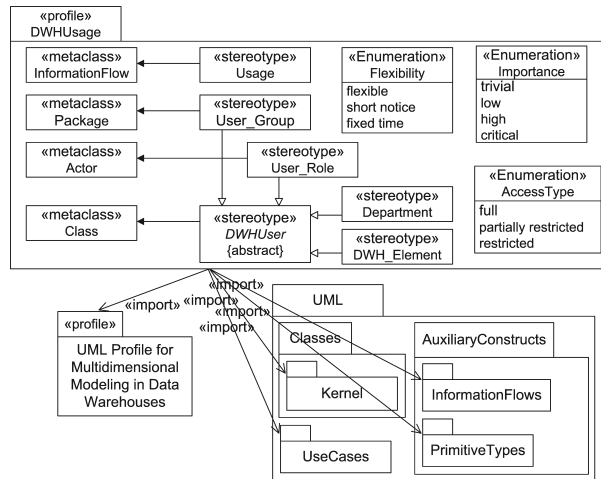 «profile»
DWHUsage
«metaclass»
InformationFlow
«stereotype»
Usage
«Enumeration»
Flexibility
flexible
short notice
fixed time
«Enumeration»
Importance
trivial
low
high
critical
«metaclass»
Package
«stereotype»
User_Group
«metaclass»
Actor
«stereotype»
User_Role
«Enumeration»
AccessType
full
partially restricted
restricted
«metaclass»
Class
«stereotype»
DWHUser
{abstract}
«stereotype»
Department
«stereotype»
DWH_Element
«import»
«import»
«import»
«import»
«import»
«profile»
UML Profile for
Multidimensional
Modeling in Data
Warehouses
UML
Classes
Kernel
UseCases
AuxiliaryConstructs
InformationFlows
PrimitiveTypes